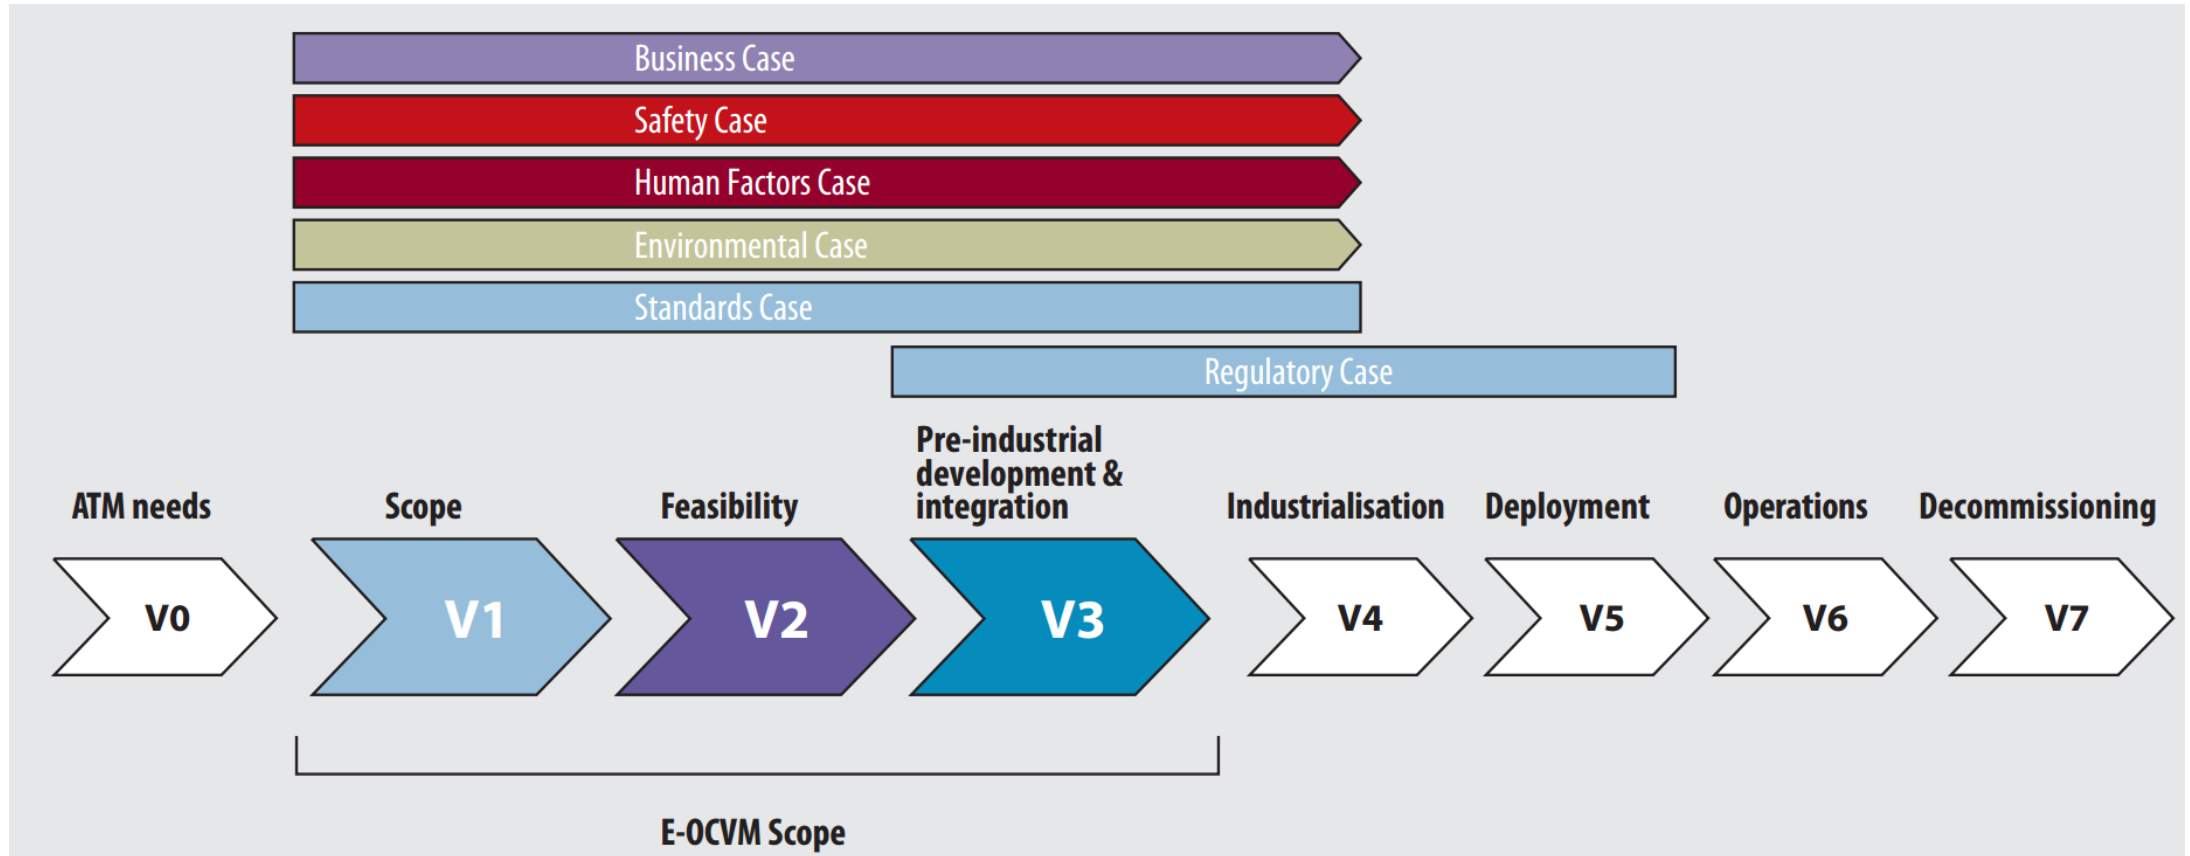 Business Case
Safety Case
Human Factors Case
Environmental Case
Standards Case
Regulatory Case
ATM needs
Scope
Feasibility
Pre-industrial
development &
integration
Industrialisation
Deployment
Operations
Decommissioning
V0
V1
V2
V3
V4
V5
V6
V7
E-OCVM Scope